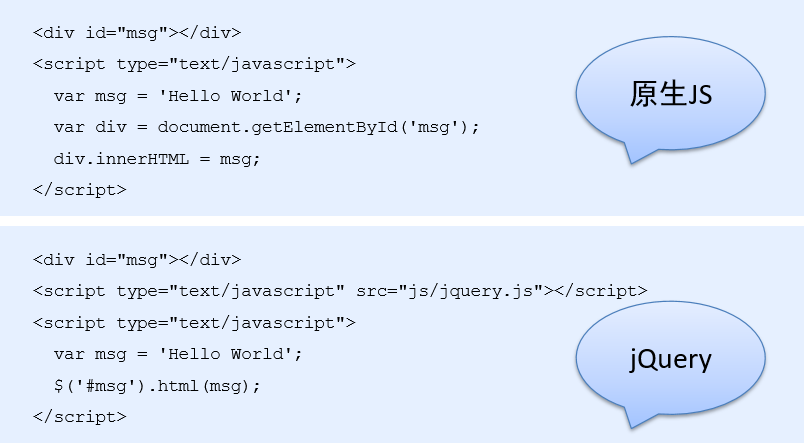 <div id="msg"></div>
<script type="text/javascript">
  var msg = 'Hello World';
  var div = document.getElementById('msg');
  div.innerHTML = msg;
</script>
原生JS
<div id="msg"></div>
<script type="text/javascript" src="js/jquery.js"></script>
<script type="text/javascript">
  var msg = 'Hello World';
  $('#msg').html(msg);
</script>
jQuery